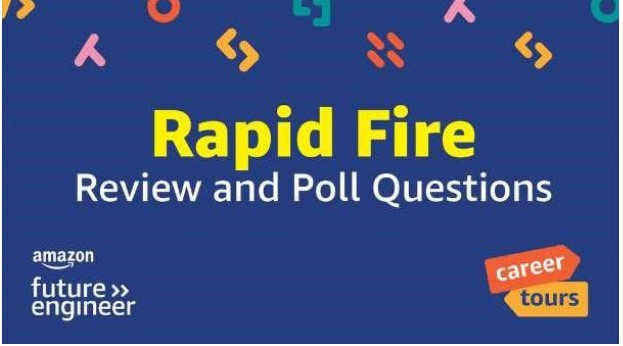 Rapid Fire
Review and Poll Questions
amazon
future »
engineer
career
tours